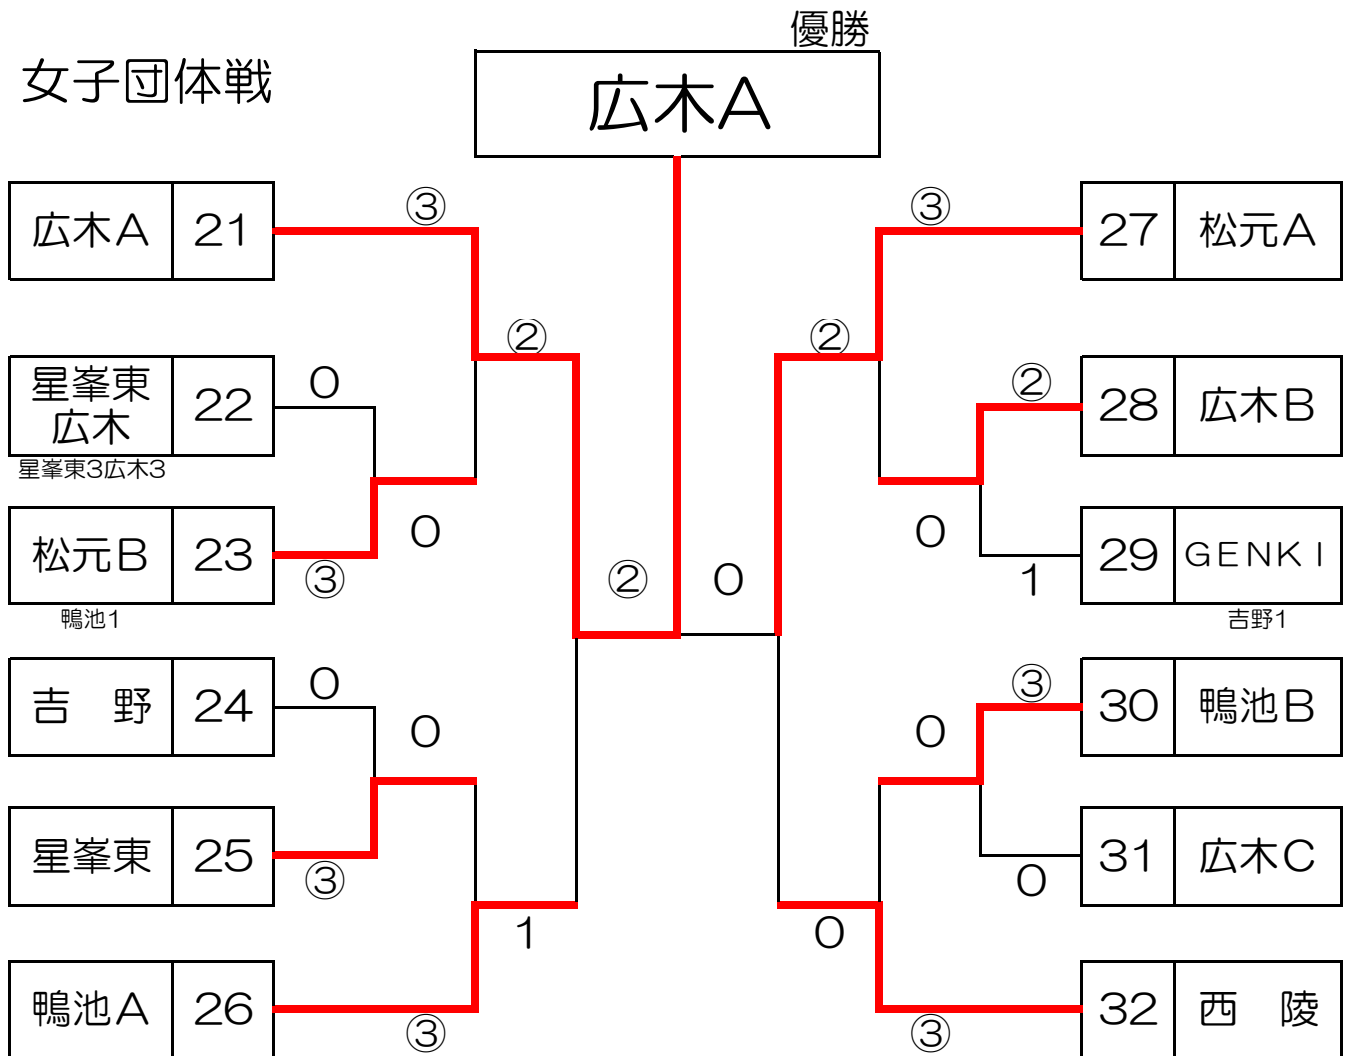 優勝
女子団体戦
広木A
広木A 21
③
②
星峯東
広木
22
0
星峯東3広木3
松元B 23
③
0
鴨池1
②
吉　野 24
0
0
星峯東 25
③
1
鴨池A 26
③
③
27 松元A
②
②
28 広木B
0
29 GENKI
1
吉野1
0
③
30 鴨池B
0
31 広木C
0
0
32 西　陵
③